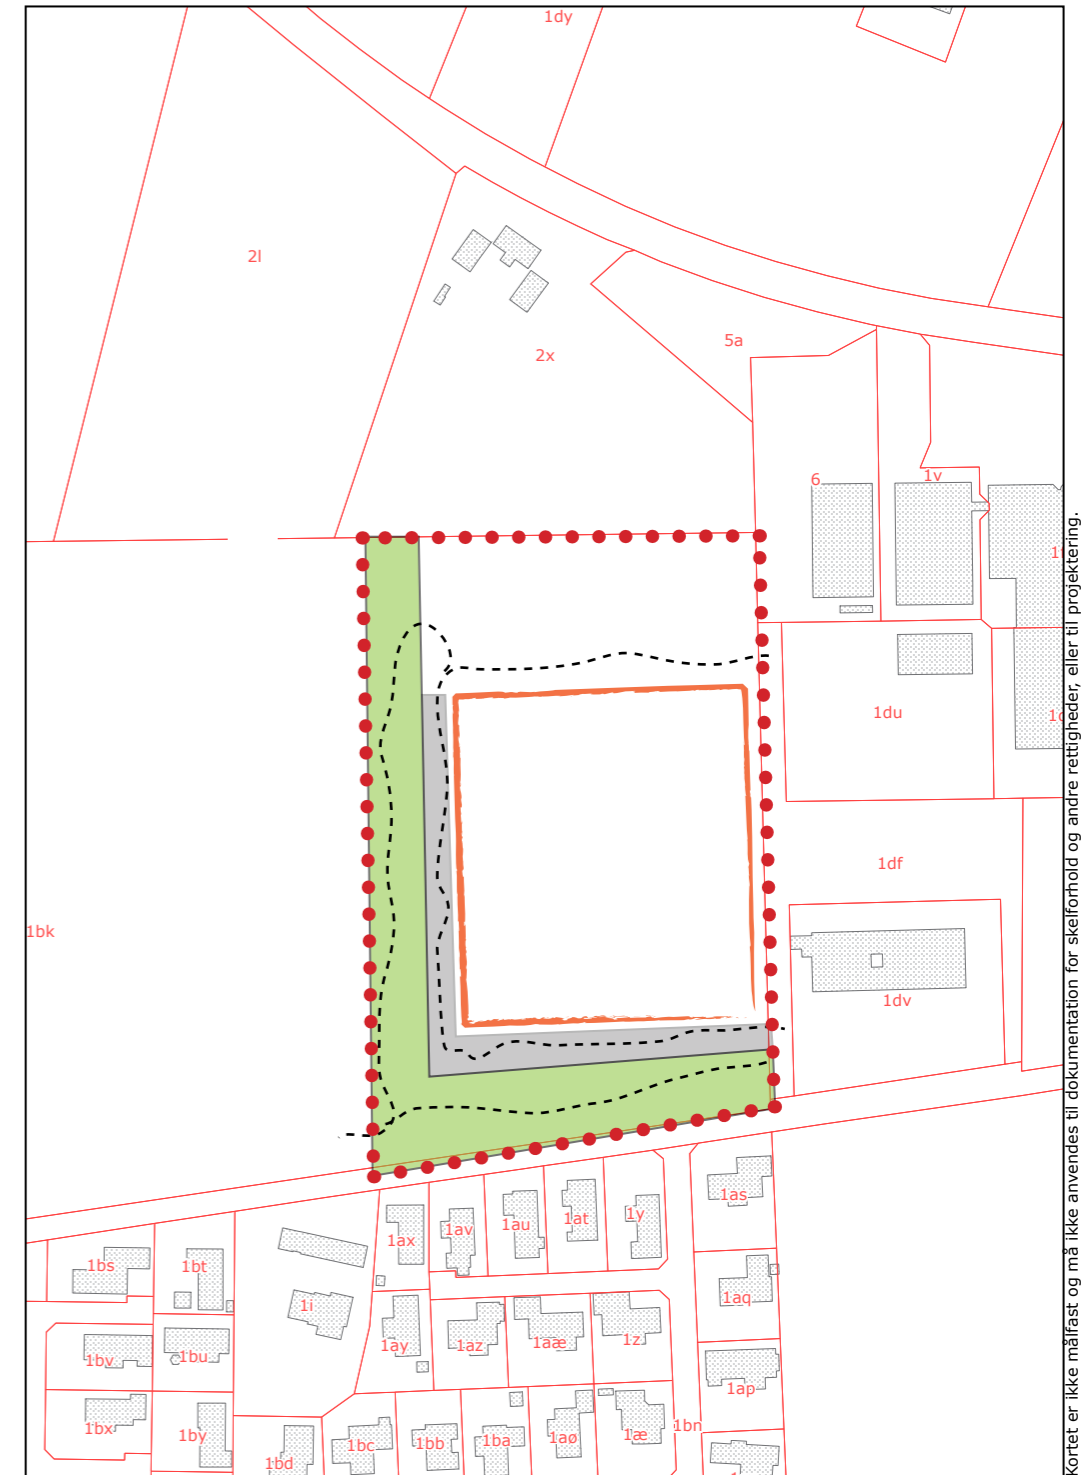 1dy
2l
5a
2x
6
1v
1du
1df
1bk
1dv
1as
1y
1at
1au
1av
1ax
1bs
1bt
1aq
1i
1z
1aæ
1az
1ay
1bu
1bv
1ap
1bn
1bx
1by
1bc
1bb
1ba
1aø
1æ
1bd
Kortet er ikke målfast og må ikke anvendes til dokumentation for skelforhold og andre rettigheder, eller til projektering.